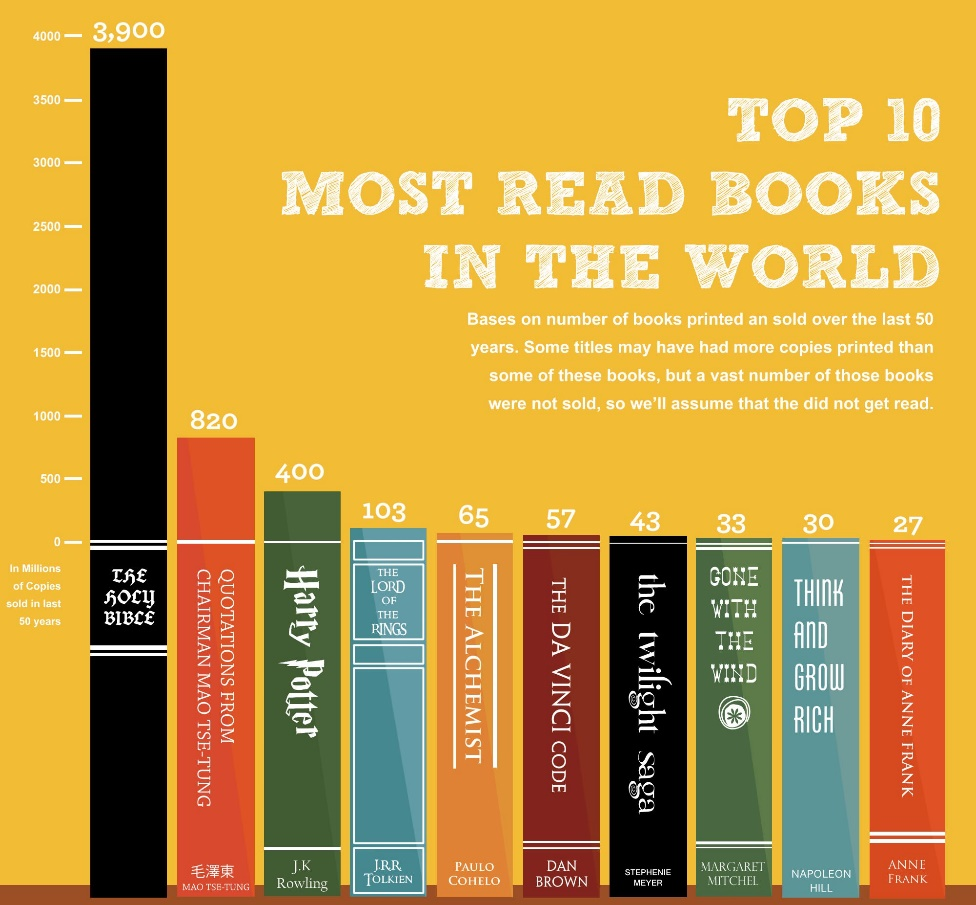 TOP 10
MOST READ BOOKS
IN THE WORLD
Bases on number of books printed an sold over the last 50
years. Some titles may have had more copies printed than
some of these books, but a vast number of those books
were not sold, so we'll assume that the did not get read.
4000
3500
3000
2500
2000
1500
1000
500
0
In Millions
of Copies
sold in last
50 years
3,900
THE
HOLY
BIBLE
820
QUOTATIONS FROM
CHAIRMAN MAO TSE-TUNG
毛澤東
MAO TSE-TUNG
400
Harry Potter
J.K
Rowling
103
THE
LORD
OF
THE
RINGS
J.R.R
TOLKIEN
65
THE ALCHEMIST
PAULO
COHELO
57
THE DA VINCI CODE
DAN
BROWN
43
the twilight saga
STEPHENIE
MEYER
33
GONE
WITH
THE
WIND
MARGARET
MITCHEL
30
THINK
AND
GROW
RICH
NAPOLEON
HILL
27
THE DIARY OF ANNE FRANK
ANNE
FRANK